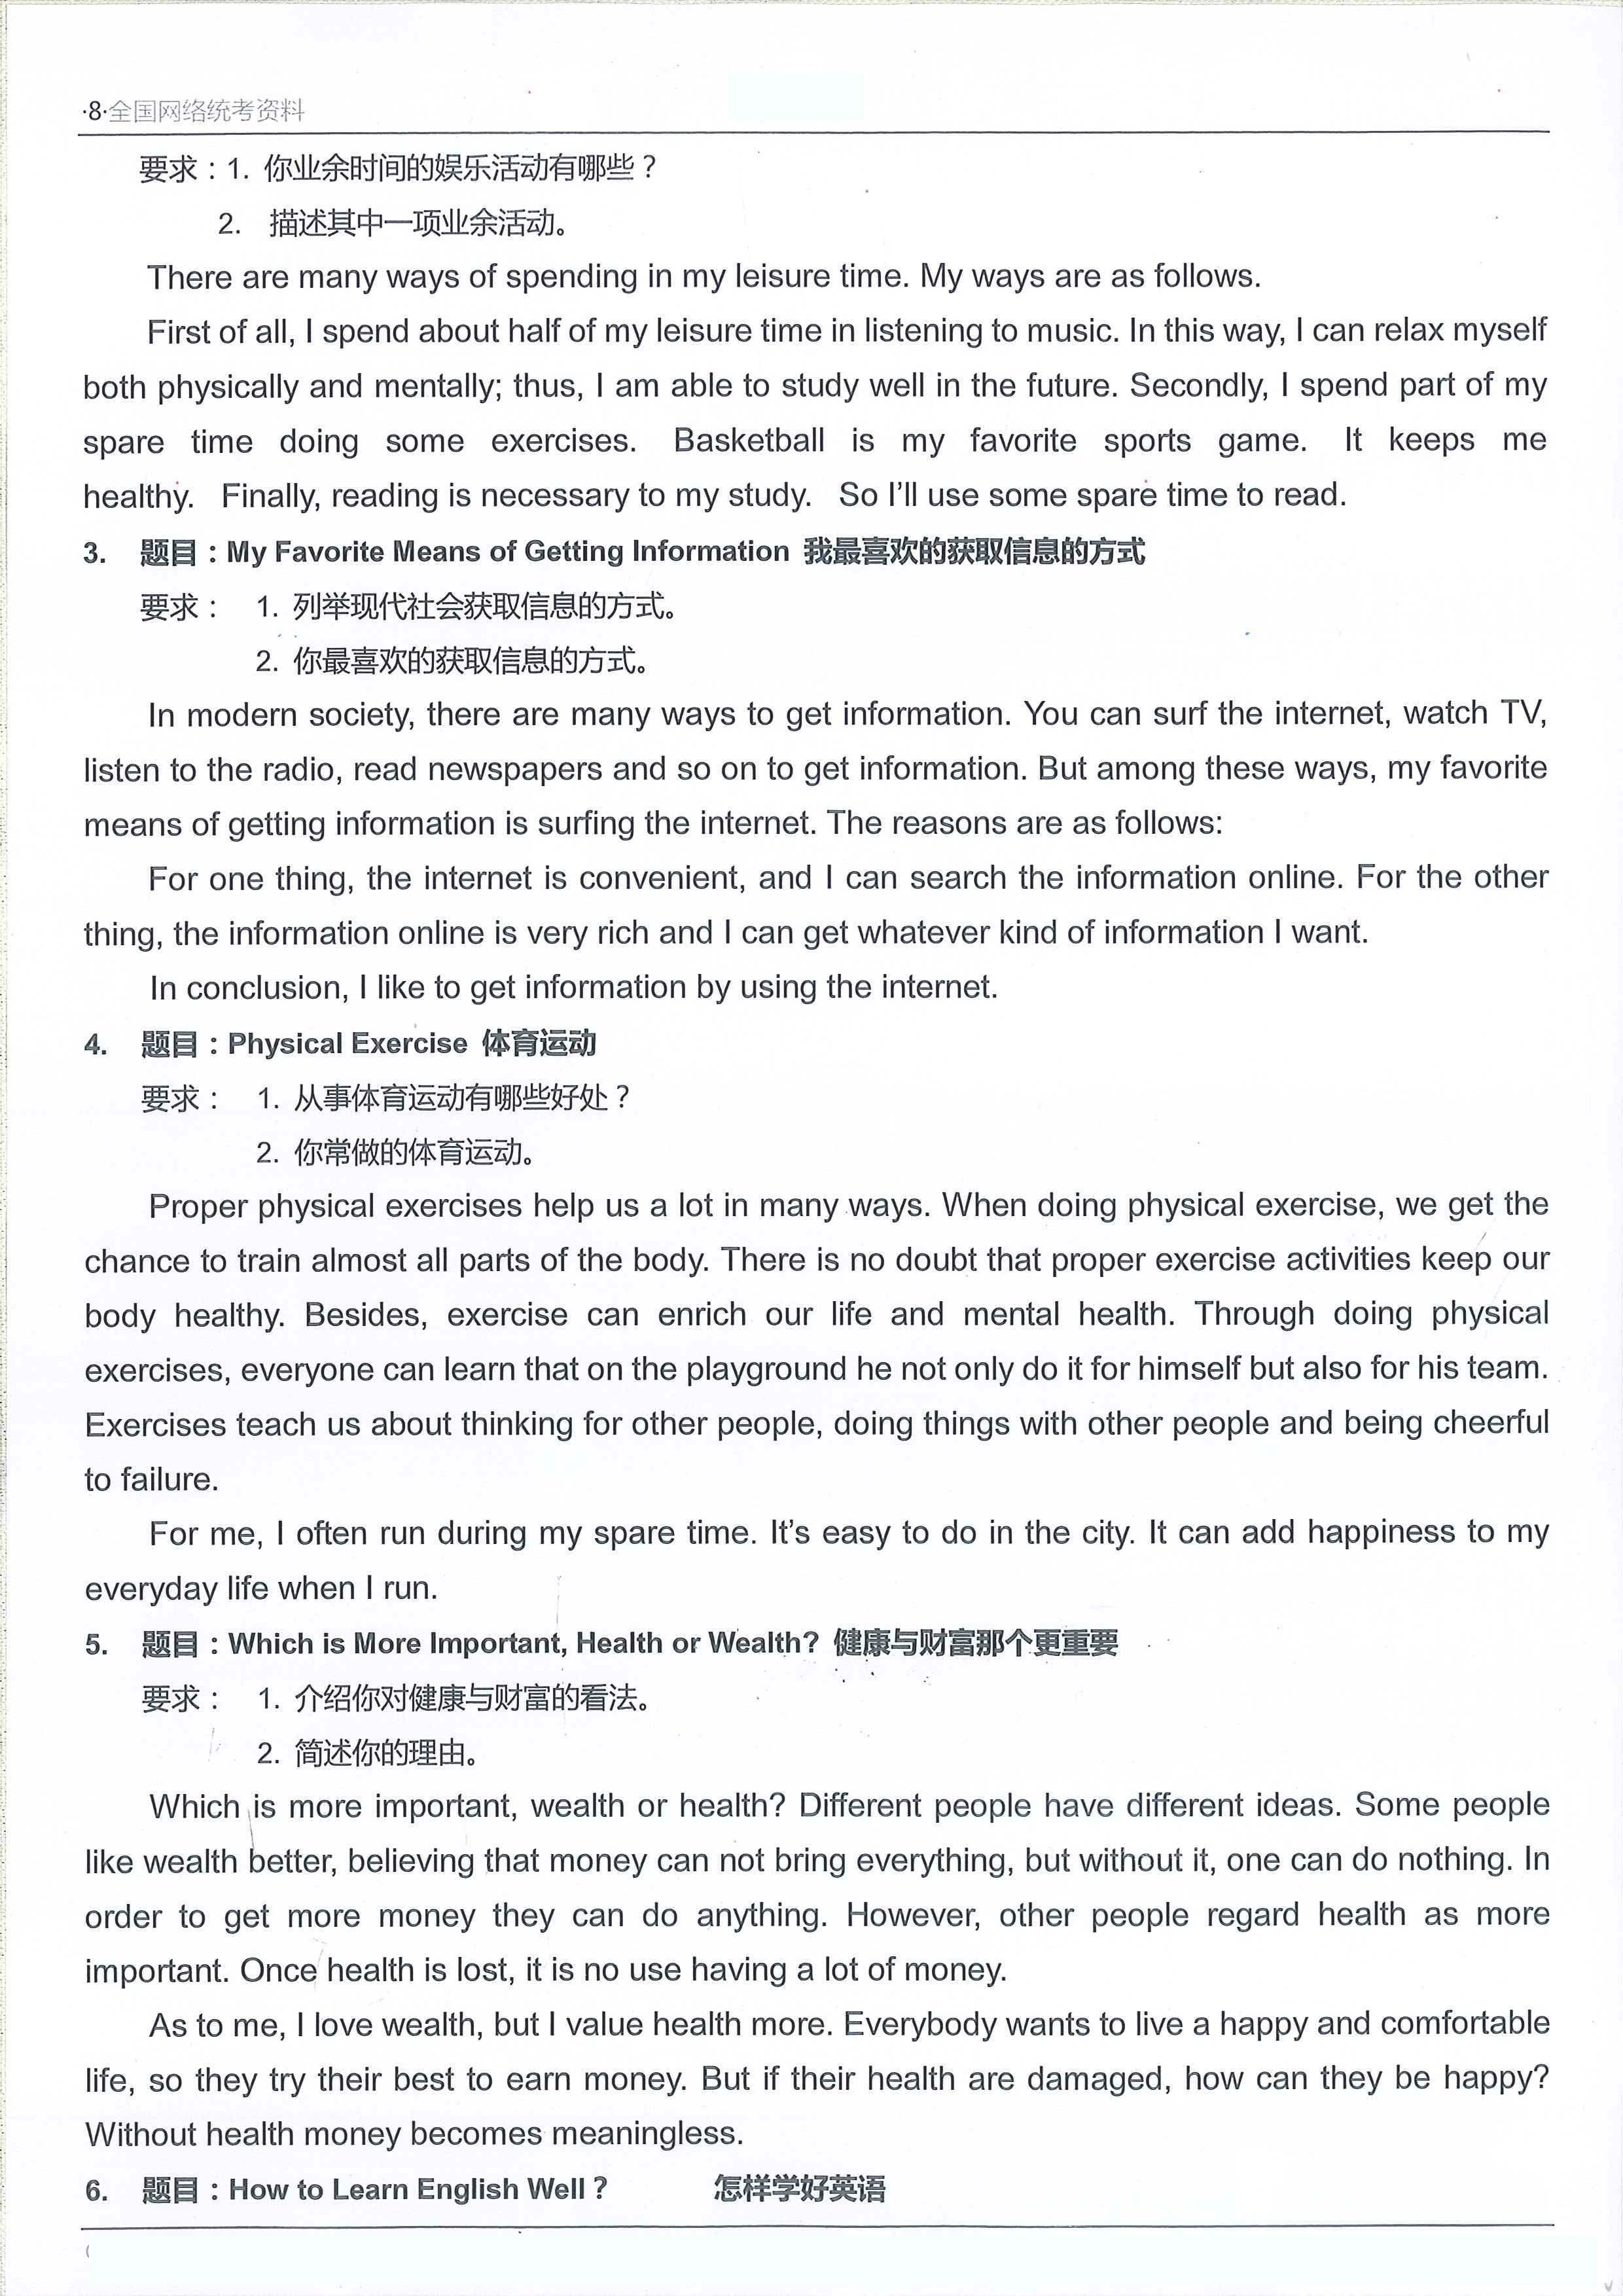 ·8·全国网络统考资料
要求：1. 你业余时间的娱乐活动有哪些？
2. 描述其中一项业余活动。
There are many ways of spending in my leisure time. My ways are as follows.
First of all, I spend about half of my leisure time in listening to music. In this way, I can relax myself
both physically and mentally; thus, I am able to study well in the future. Secondly, I spend part of my
spare time doing some exercises. Basketball is my favorite sports game. It keeps me
healthy. Finally, reading is necessary to my study. So I'll use some spare time to read.
3. 题目：My Favorite Means of Getting Information 我最喜欢的获取信息的方式
要求： 1. 列举现代社会获取信息的方式。
2. 你最喜欢的获取信息的方式。
In modern society, there are many ways to get information. You can surf the internet, watch TV,
listen to the radio, read newspapers and so on to get information. But among these ways, my favorite
means of getting information is surfing the internet. The reasons are as follows:
For one thing, the internet is convenient, and I can search the information online. For the other
thing, the information online is very rich and I can get whatever kind of information I want.
In conclusion, I like to get information by using the internet.
4. 题目：Physical Exercise 体育运动
要求： 1. 从事体育运动有哪些好处？
2. 你常做的体育运动。
Proper physical exercises help us a lot in many ways. When doing physical exercise, we get the
chance to train almost all parts of the body. There is no doubt that proper exercise activities keep our
body healthy. Besides, exercise can enrich our life and mental health. Through doing physical
exercises, everyone can learn that on the playground he not only do it for himself but also for his team.
Exercises teach us about thinking for other people, doing things with other people and being cheerful
to failure.
For me, I often run during my spare time. It's easy to do in the city. It can add happiness to my
everyday life when I run.
5. 题目：Which is More Important, Health or Wealth? 健康与财富那个更重要
要求： 1. 介绍你对健康与财富的看法。
2. 简述你的理由。
Which is more important, wealth or health? Different people have different ideas. Some people
like wealth better, believing that money can not bring everything, but without it, one can do nothing. In
order to get more money they can do anything. However, other people regard health as more
important. Once health is lost, it is no use having a lot of money.
As to me, I love wealth, but I value health more. Everybody wants to live a happy and comfortable
life, so they try their best to earn money. But if their health are damaged, how can they be happy?
Without health money becomes meaningless.
6. 题目：How to Learn English Well？ 怎样学好英语